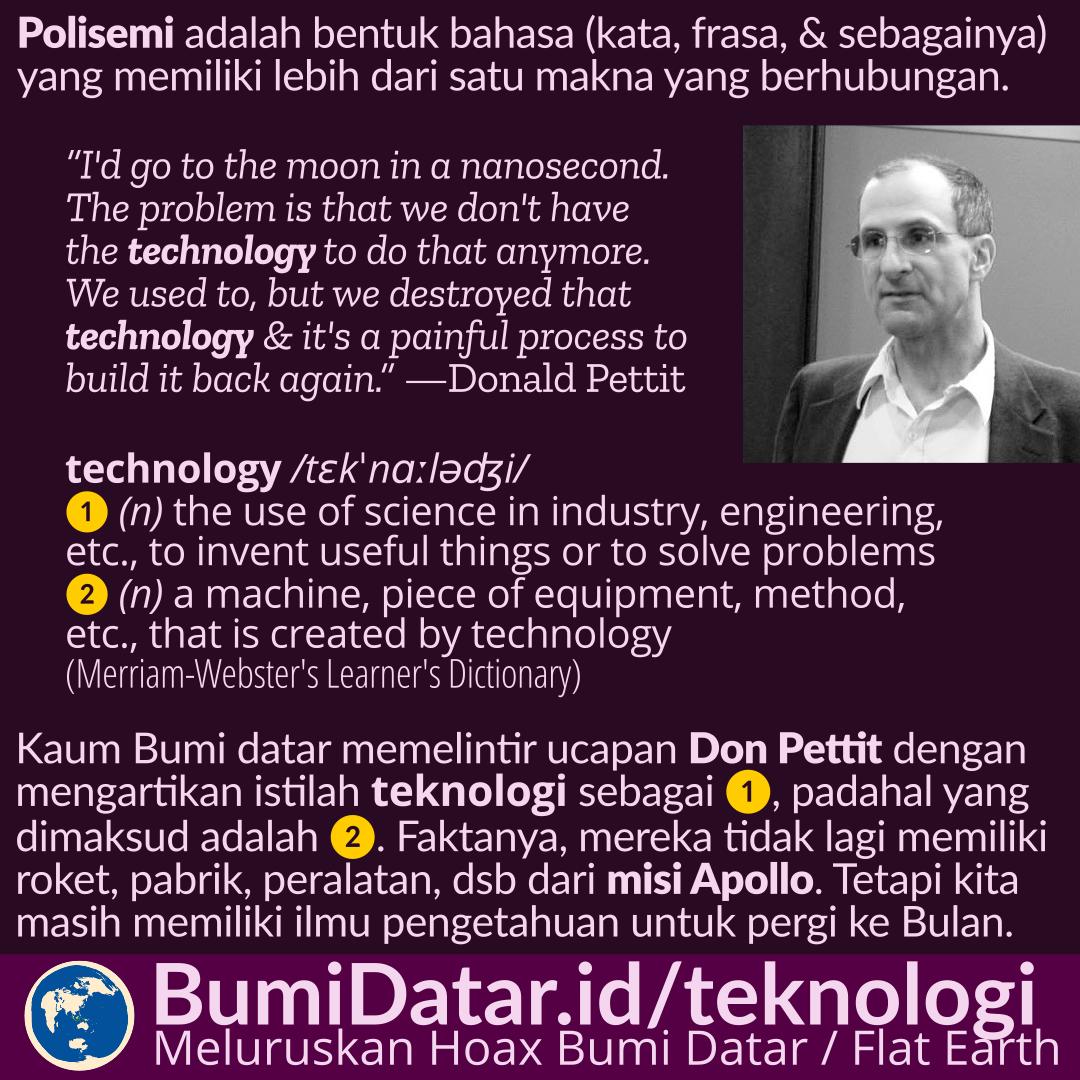 Polisemi adalah bentuk bahasa (kata, frasa, & sebagainya)
yang memiliki lebih dari satu makna yang berhubungan.
“I'd go to the moon in a nanosecond.
The problem is that we don't have
the technology to do that anymore.
We used to, but we destroyed that
technology & it's a painful process to
build it back again.” —Donald Pettit
technology /tɛkˈnɑːləʤi/
1 (n) the use of science in industry, engineering,
etc., to invent useful things or to solve problems
2 (n) a machine, piece of equipment, method,
etc., that is created by technology
(Merriam-Webster's Learner's Dictionary)
Kaum Bumi datar memelintir ucapan Don Pettit dengan
mengartikan istilah teknologi sebagai 1, padahal yang
dimaksud adalah 2. Faktanya, mereka tidak lagi memiliki
roket, pabrik, peralatan, dsb dari misi Apollo. Tetapi kita
masih memiliki ilmu pengetahuan untuk pergi ke Bulan.
BumiDatar.id/teknologi
Meluruskan Hoax Bumi Datar / Flat Earth